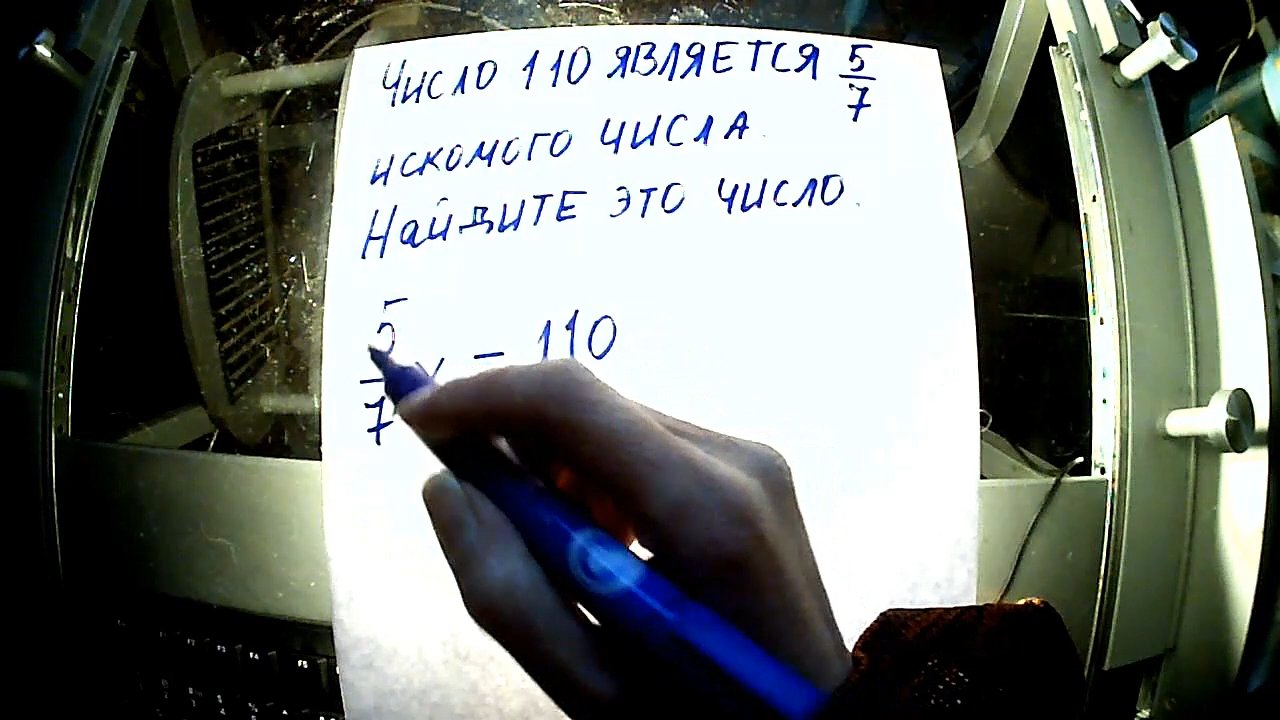 Число 110 является 5/7
искомого числа.
Найдите это число.
5/7 x = 110